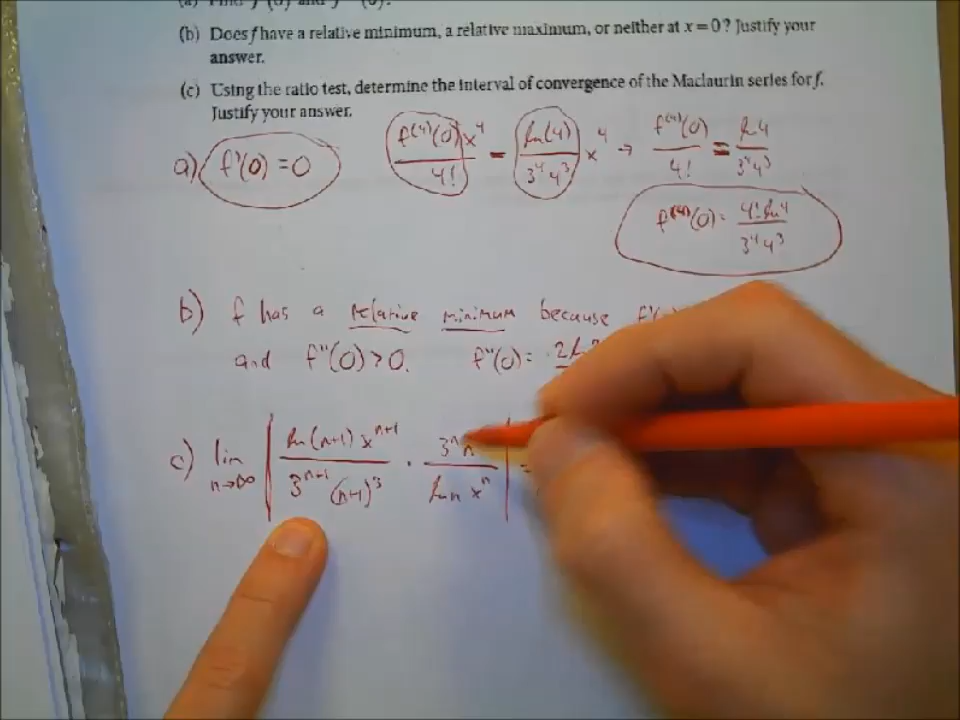 (b) Does f have a relative minimum, a relative maximum, or neither at x = 0? Justify your
answer.
(c) Using the ratio test, determine the interval of convergence of the Maclaurin series for f.
Justify your answer.
a) f'(0) = 0 f⁽⁴⁾(0)x⁴/4! = ln(4)/3⁴4³ x⁴ → f⁽⁴⁾(0)/4! = ln4/3⁴4³
f⁽⁴⁾(0) = 4! ln4/3⁴4³
b) f has a relative minimum because
and f''(0) > 0. f''(0) =
c) lim n→∞ | ln(n+1) x^(n+1)/3^(n+1) (n+1)³ · 3ⁿ n/ln n xⁿ | =